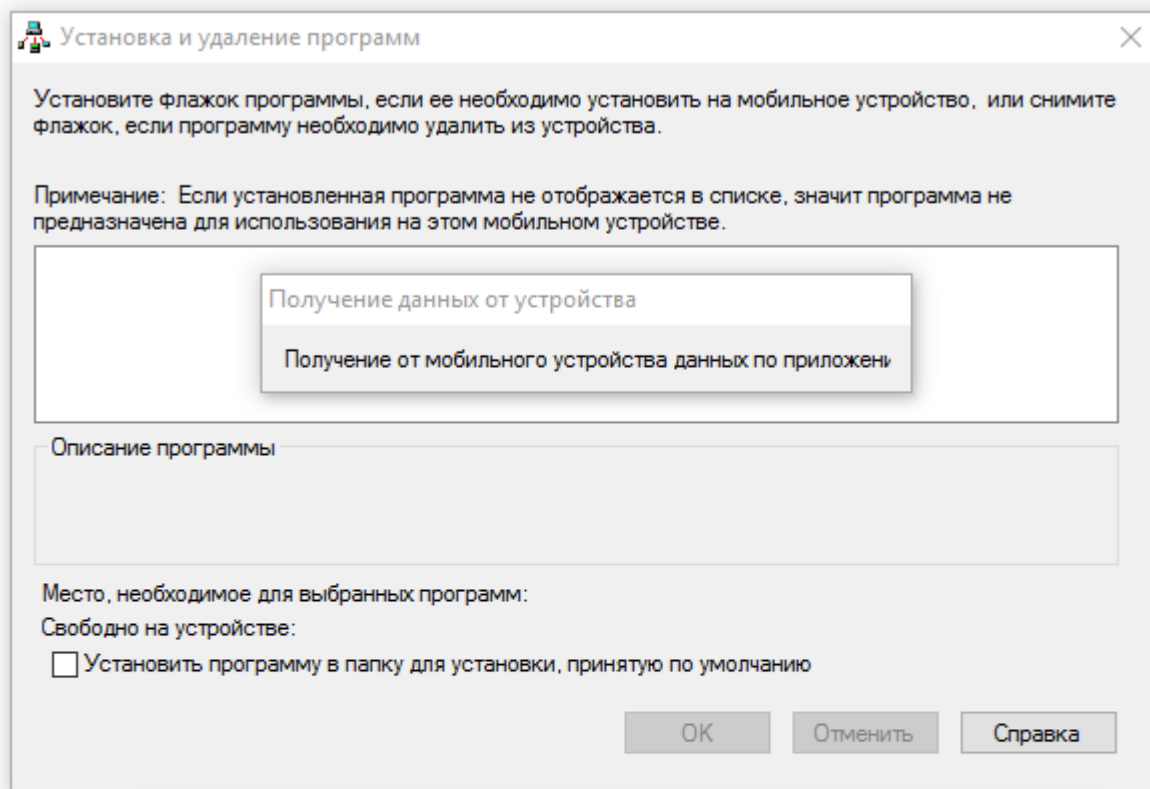 Установка и удаление программ
Установите флажок программы, если ее необходимо установить на мобильное устройство, или снимите
флажок, если программу необходимо удалить из устройства.
Примечание: Если установленная программа не отображается в списке, значит программа не
предназначена для использования на этом мобильном устройстве.
Получение данных от устройства
Получение от мобильного устройства данных по приложени
Описание программы
Место, необходимое для выбранных программ:
Свободно на устройстве:
Установить программу в папку для установки, принятую по умолчанию
OK
Отменить
Справка